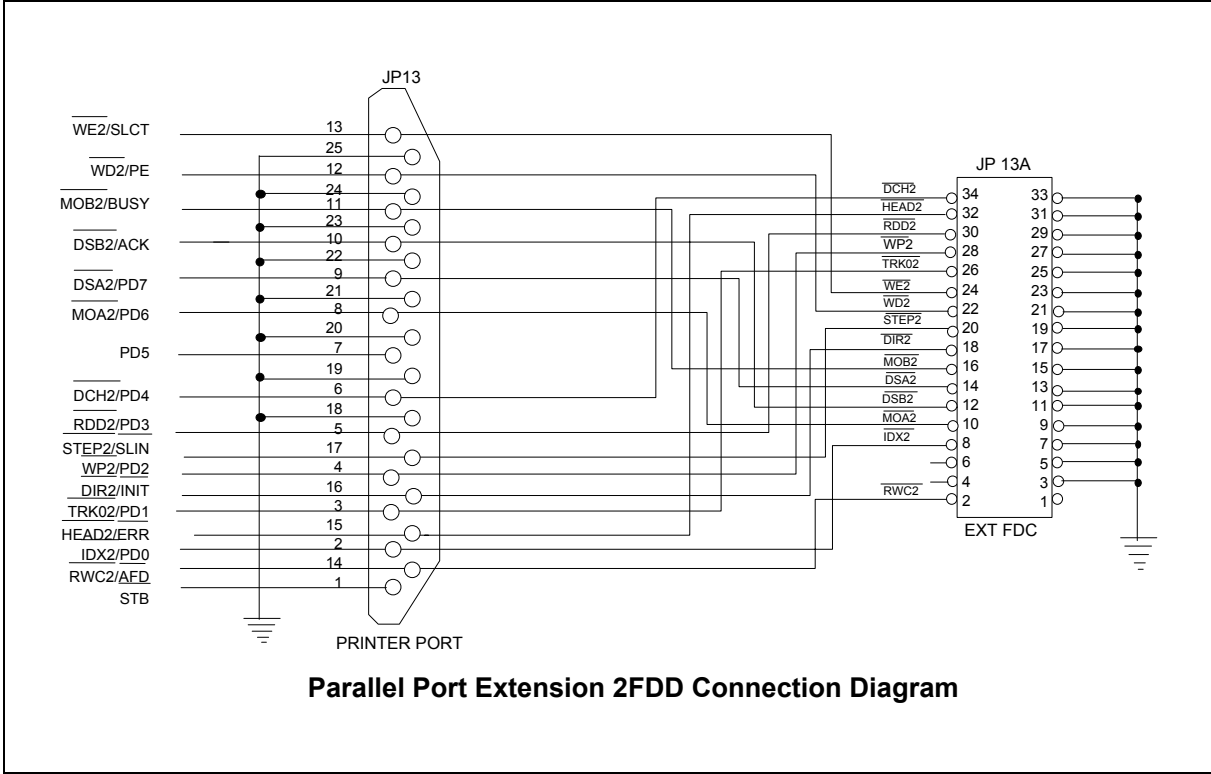 JP13
WE2/SLCT
WD2/PE
MOB2/BUSY
DSB2/ACK
DSA2/PD7
MOA2/PD6
PD5
DCH2/PD4
RDD2/PD3
STEP2/SLIN
WP2/PD2
DIR2/INIT
TRK02/PD1
HEAD2/ERR
IDX2/PD0
RWC2/AFD
STB
13
25
12
24
11
23
10
22
9
21
8
20
7
19
6
18
5
17
4
16
3
15
2
14
1
PRINTER PORT
JP 13A
DCH2
HEAD2
RDD2
WP2
TRK02
WE2
WD2
STEP2
DIR2
MOB2
DSA2
DSB2
MOA2
IDX2
RWC2
34 33
32 31
30 29
28 27
26 25
24 23
22 21
20 19
18 17
16 15
14 13
12 11
10 9
8 7
6 5
4 3
2 1
EXT FDC
Parallel Port Extension 2FDD Connection Diagram